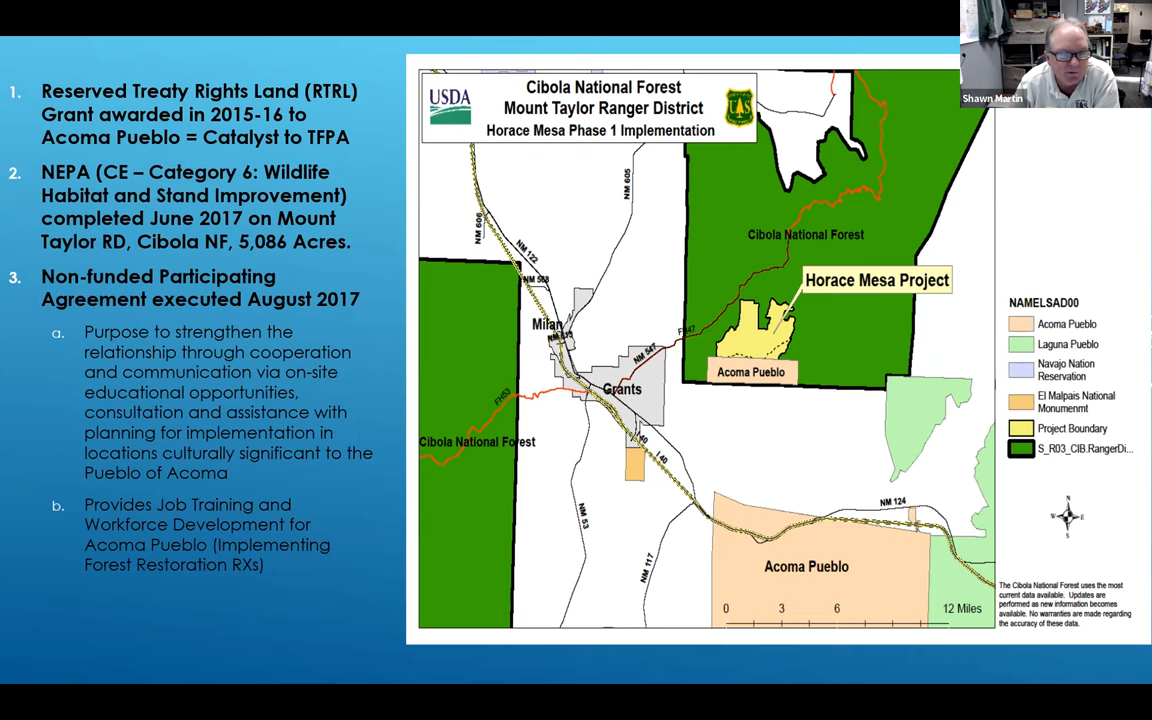 1. Reserved Treaty Rights Land (RTRL)
Grant awarded in 2015-16 to
Acoma Pueblo = Catalyst to TFPA
2. NEPA (CE – Category 6: Wildlife
Habitat and Stand Improvement)
completed June 2017 on Mount
Taylor RD, Cibola NF, 5,086 Acres.
3. Non-funded Participating
Agreement executed August 2017
a. Purpose to strengthen the
relationship through cooperation
and communication via on-site
educational opportunities,
consultation and assistance with
planning for implementation in
locations culturally significant to the
Pueblo of Acoma
b. Provides Job Training and
Workforce Development for
Acoma Pueblo (Implementing
Forest Restoration RXs)
USDA
Cibola National Forest
Mount Taylor Ranger District
Horace Mesa Phase 1 Implementation
NM 605
NM 606
NM 122
NM 568
Cibola National Forest
Horace Mesa Project
Milan
NM 547
Acoma Pueblo
Grants
FH53
Cibola National Forest
I 40
I 40
NM 53
NM 117
NM 124
Acoma Pueblo
0 3 6 12 Miles
NAMELSAD00
Acoma Pueblo
Laguna Pueblo
Navajo Nation
Reservation
El Malpais National
Monumenmt
Project Boundary
S_R03_CIB.RangerDi...
N
W E
S
The Cibola National Forest uses the most
current data available. Updates are
performed as new information becomes
available. No warranties are made regarding
the accuracy of these data.
Shawn Martin